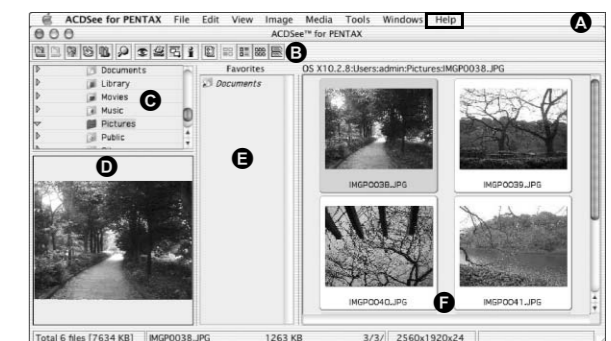 ACDSee for PENTAX File Edit View Image Media Tools Windows Help A
ACDSee™ for PENTAX
B
Documents
Library
Movies
Music
Pictures
Public
C
Favorites
Documents
E
OS X10.2.8:Users:admin:Pictures:IMGP0038.JPG
D
IMGP0038.JPG IMGP0039.JPG
IMGP0040.JPG F IMGP0041.JPG
Total 6 files [7634 KB] IMGP0038.JPG 1263 KB 3/3/ 2560x1920x24